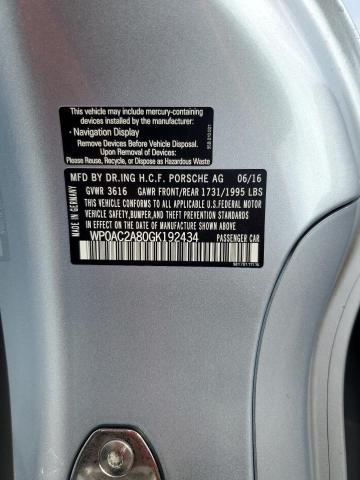 This vehicle may include mercury-containing
devices installed by the manufacturer:
• Navigation Display
Remove Devices Before Vehicle Disposal
Upon Removal of Devices
Please Reuse, Recycle or Dispose as Hazardous Waste
MADE IN GERMANY
MFD. BY DR.ING H.C.F. PORSCHE AG 06/16
GVWR 3616 GAWR FRONT/REAR 1731/1995 LBS
THIS VEHICLE CONFORMS TO ALL APPLICABLE U.S.FEDERAL MOTOR
VEHICLE SAFETY,BUMPER,AND THEFT PREVENTION STANDARDS IN
EFFECT ON THE DATE OF MANUFACTURE SHOWN ABOVE.
WP0AC2A80GK192434 PASSENGER CAR